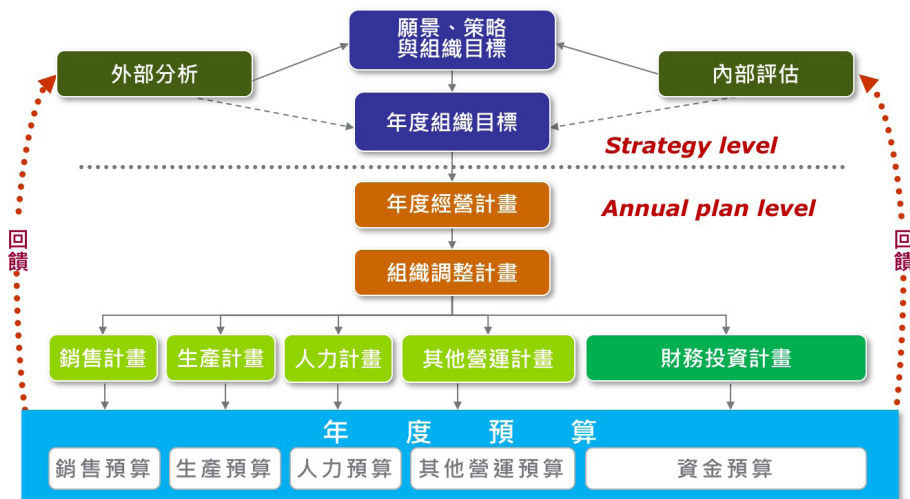 願景、策略
與組織目標
外部分析
內部評估
年度組織目標
Strategy level
年度經營計畫
Annual plan level
回饋
回饋
組織調整計畫
銷售計畫
生產計畫
人力計畫
其他營運計畫
財務投資計畫
年度預算
銷售預算
生產預算
人力預算
其他營運預算
資金預算